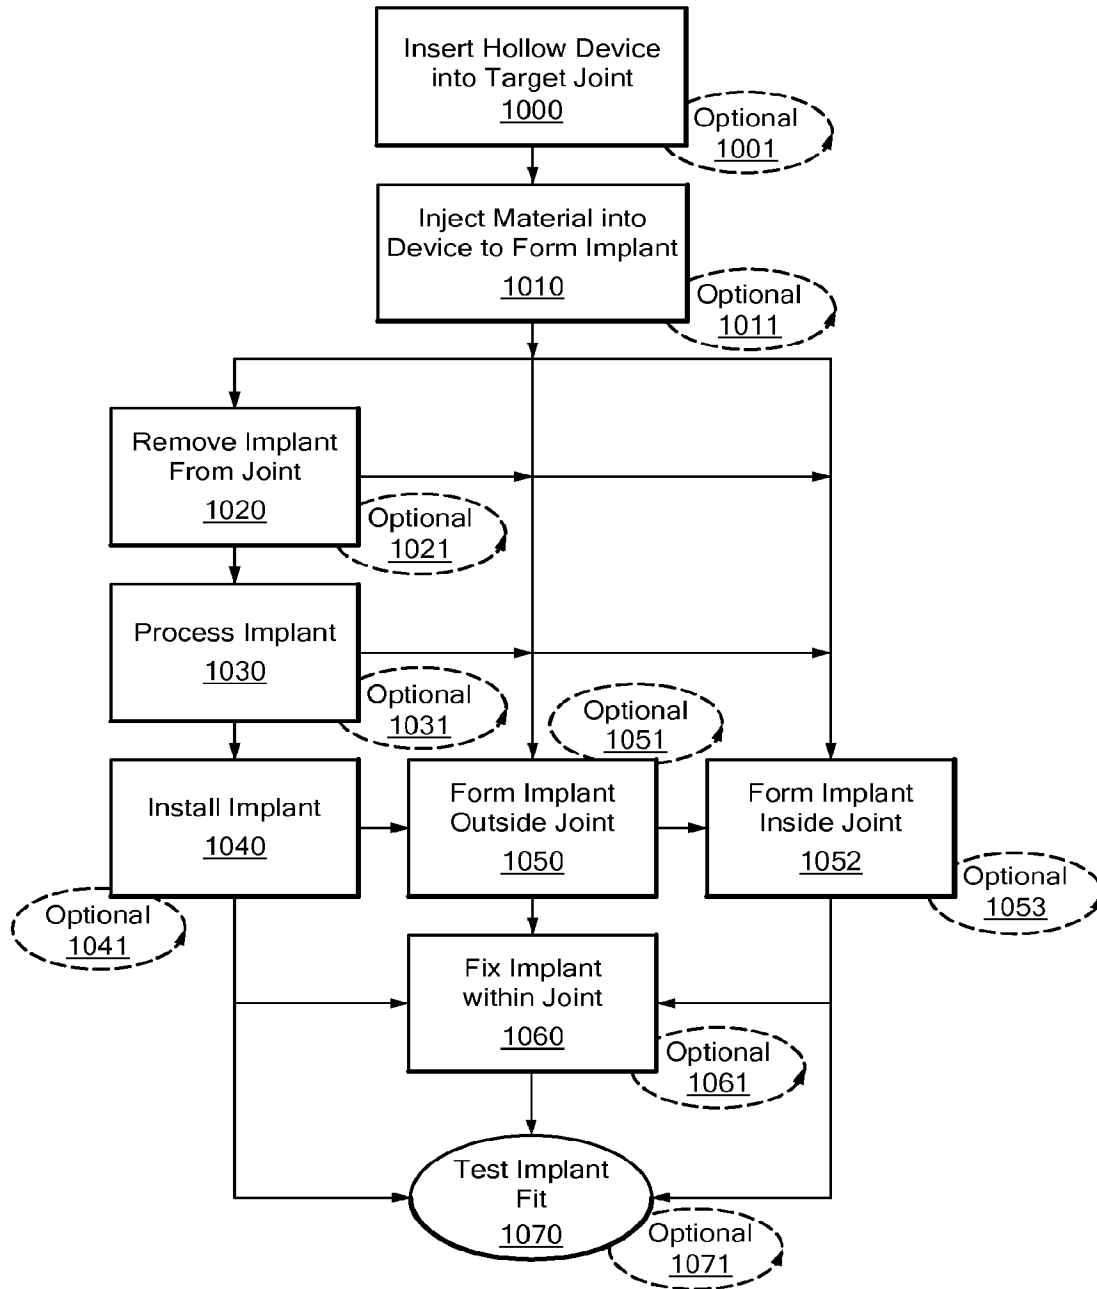 Insert Hollow Device
into Target Joint
1000
Optional
1001
Inject Material into
Device to Form Implant
1010
Optional
1011
Remove Implant
From Joint
1020
Optional
1021
Process Implant
1030
Optional
1031
Optional
1051
Install Implant
1040
Optional
1041
Form Implant
Outside Joint
1050
Form Implant
Inside Joint
1052
Optional
1053
Fix Implant
within Joint
1060
Optional
1061
Test Implant
Fit
1070
Optional
1071